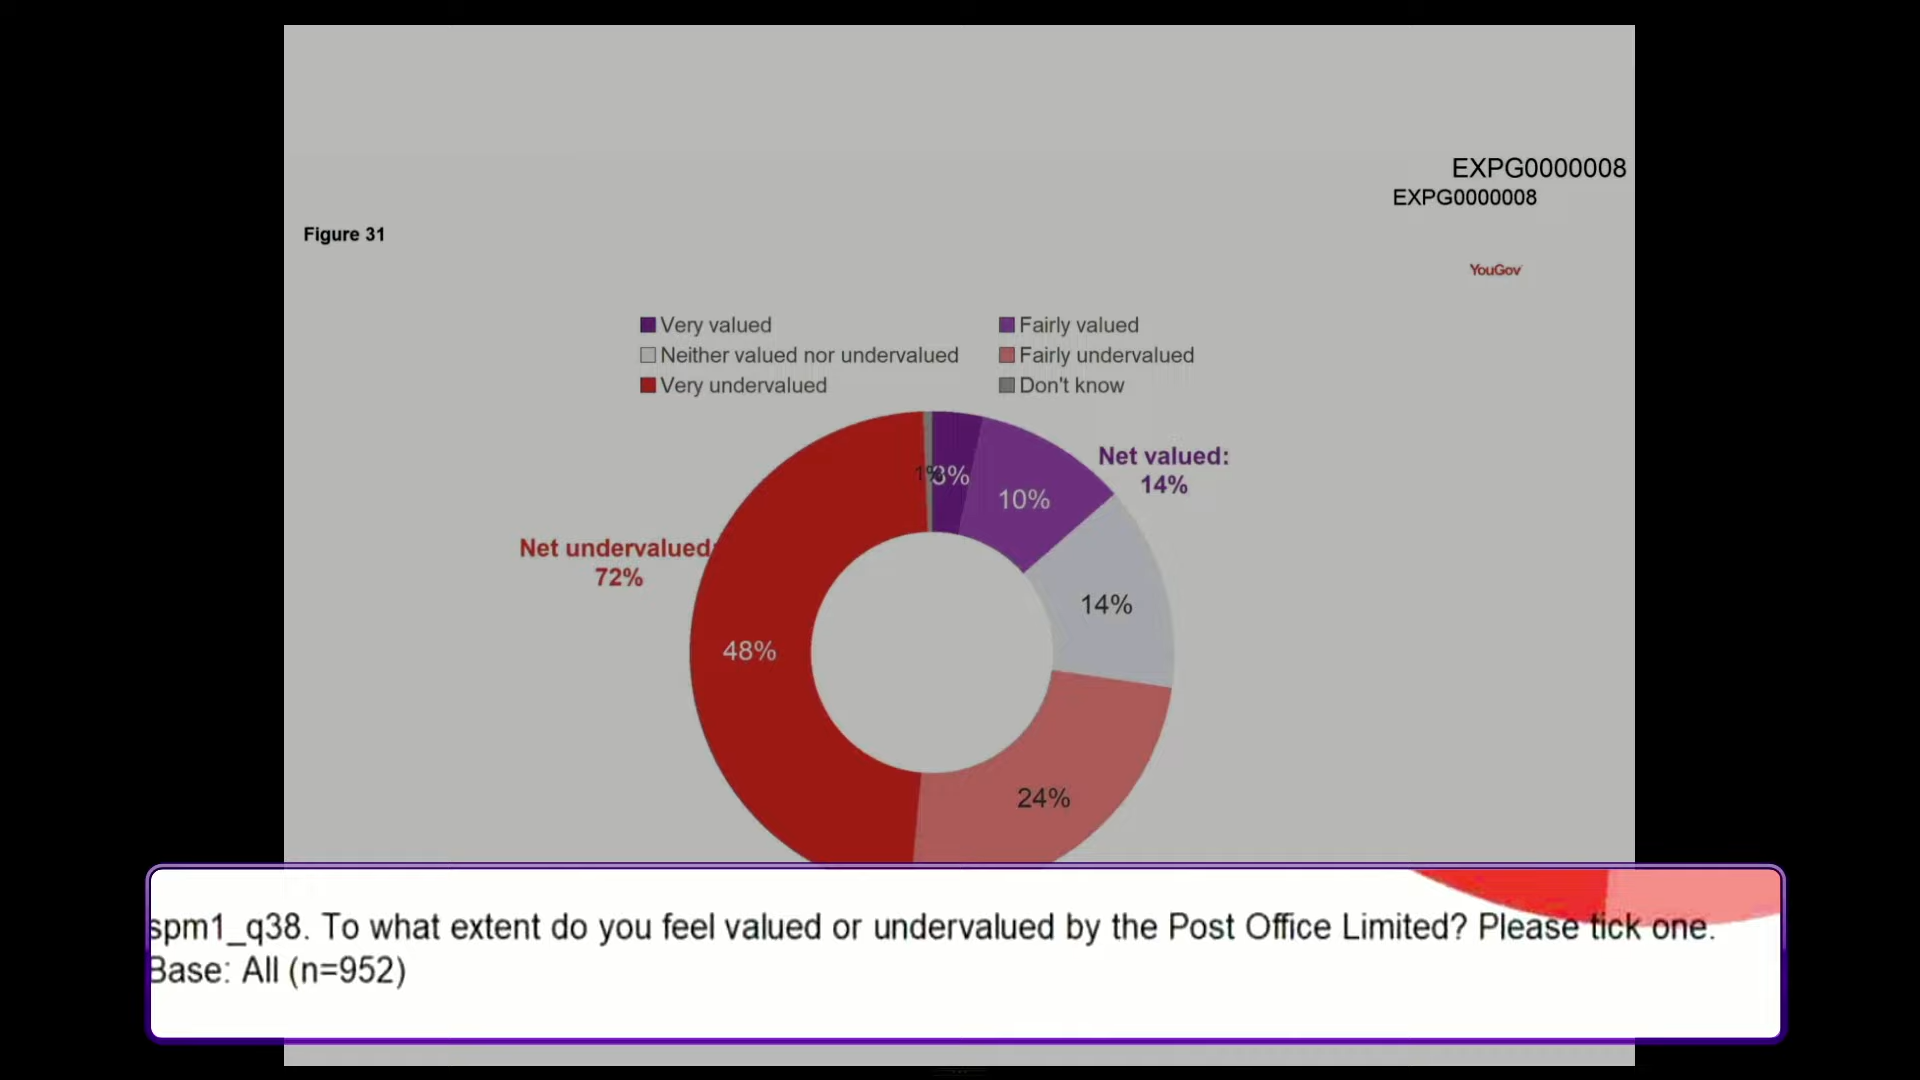 EXPG0000008
EXPG0000008
Figure 31
YouGov
Very valued
Fairly valued
Neither valued nor undervalued
Fairly undervalued
Very undervalued
Don't know
Net valued:
14%
1%
3%
10%
Net undervalued:
72%
14%
48%
24%
spm1_q38. To what extent do you feel valued or undervalued by the Post Office Limited? Please tick one.
Base: All (n=952)